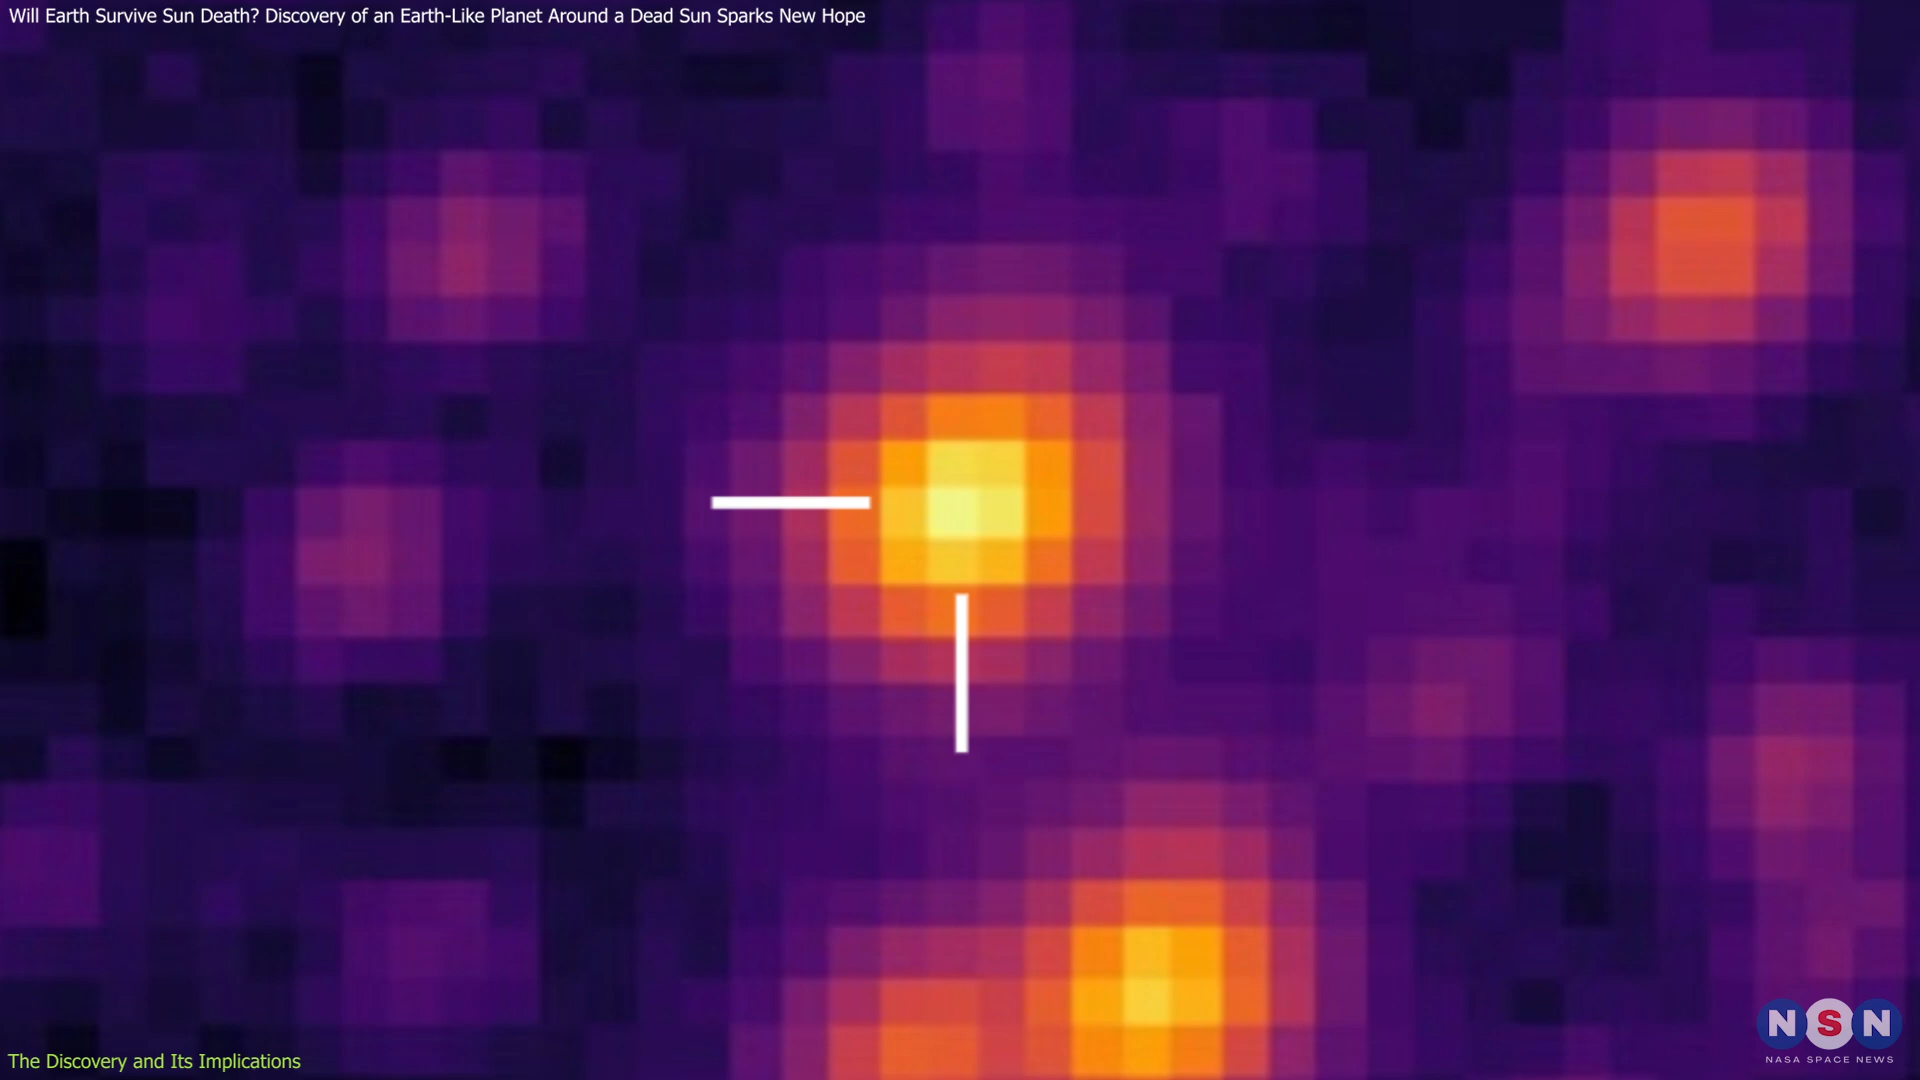 Will Earth Survive Sun Death? Discovery of an Earth-Like Planet Around a Dead Sun Sparks New Hope
NSN
NASA SPACE NEWS
The Discovery and Its Implications